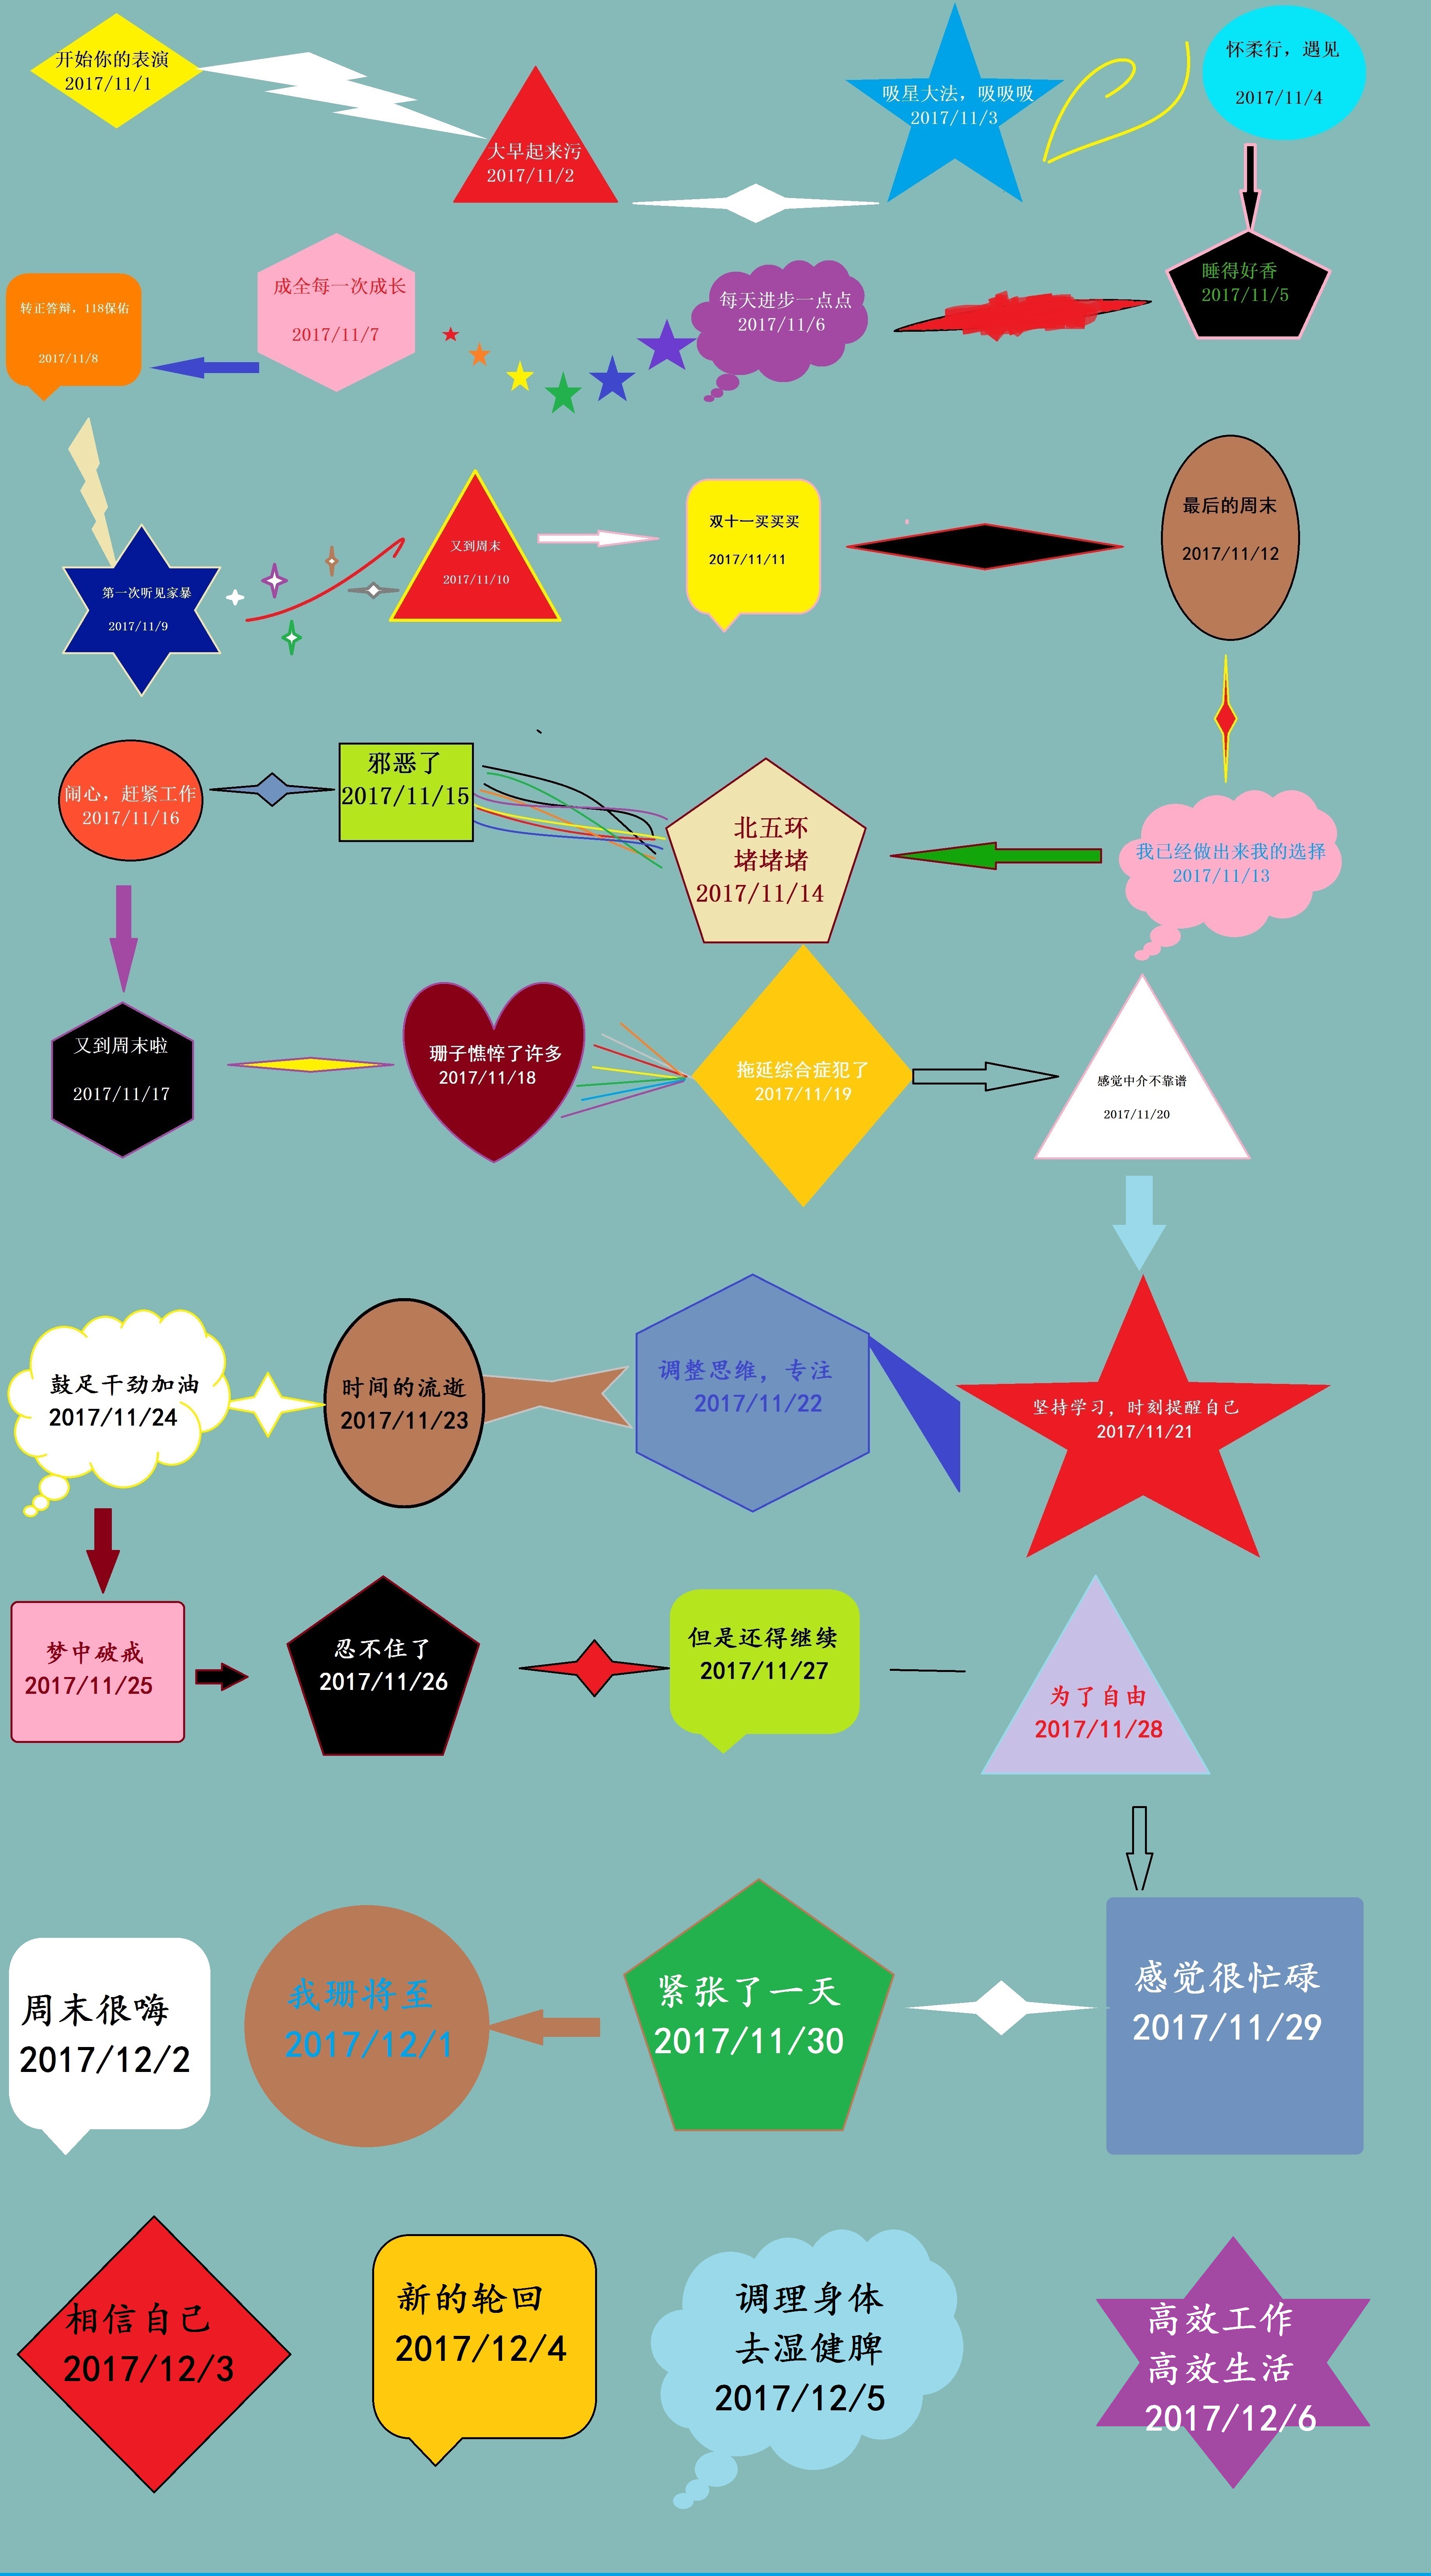 开始你的表演
2017/11/1
大早起来污
2017/11/2
吸星大法，吸吸吸
2017/11/3
怀柔行，遇见
2017/11/4
睡得好香
2017/11/5
每天进步一点点
2017/11/6
成全每一次成长
2017/11/7
转正答辩，118保佑
2017/11/8
第一次听见家暴
2017/11/9
又到周末
2017/11/10
双十一买买买
2017/11/11
最后的周末
2017/11/12
我已经做出来我的选择
2017/11/13
北五环
堵堵堵
2017/11/14
邪恶了
2017/11/15
闹心，赶紧工作
2017/11/16
又到周末啦
2017/11/17
珊子憔悴了许多
2017/11/18
拖延综合症犯了
2017/11/19
感觉中介不靠谱
2017/11/20
坚持学习，时刻提醒自己
2017/11/21
调整思维，专注
2017/11/22
时间的流逝
2017/11/23
鼓足干劲加油
2017/11/24
梦中破戒
2017/11/25
忍不住了
2017/11/26
但是还得继续
2017/11/27
为了自由
2017/11/28
感觉很忙碌
2017/11/29
紧张了一天
2017/11/30
我珊将至
2017/12/1
周末很嗨
2017/12/2
相信自己
2017/12/3
新的轮回
2017/12/4
调理身体
去湿健脾
2017/12/5
高效工作
高效生活
2017/12/6